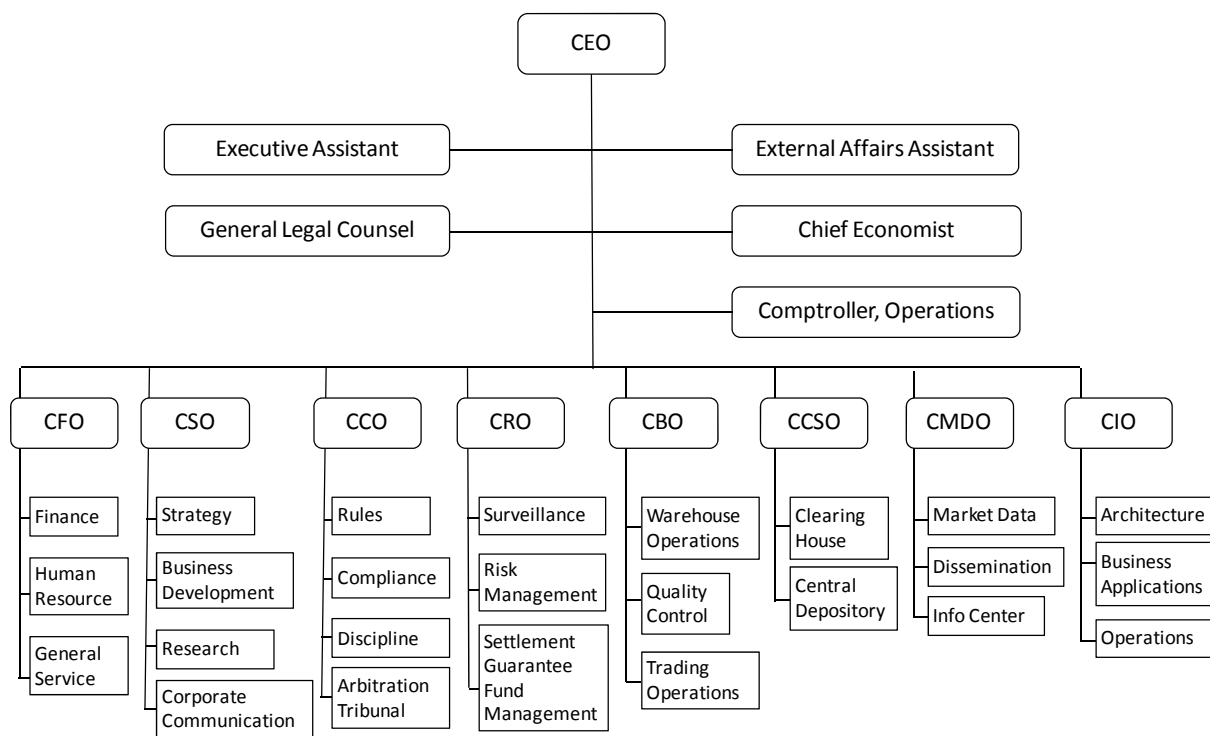 CEO
Executive Assistant
External Affairs Assistant
General Legal Counsel
Chief Economist
Comptroller, Operations
CFO
CSO
CCO
CRO
CBO
CCSO
CMDO
CIO
Finance
Human
Resource
General
Service
Strategy
Business
Development
Research
Corporate
Communication
Rules
Compliance
Discipline
Arbitration
Tribunal
Surveillance
Risk
Management
Settlement
Guarantee
Fund
Management
Warehouse
Operations
Quality
Control
Trading
Operations
Clearing
House
Central
Depository
Market Data
Dissemination
Info Center
Architecture
Business
Applications
Operations